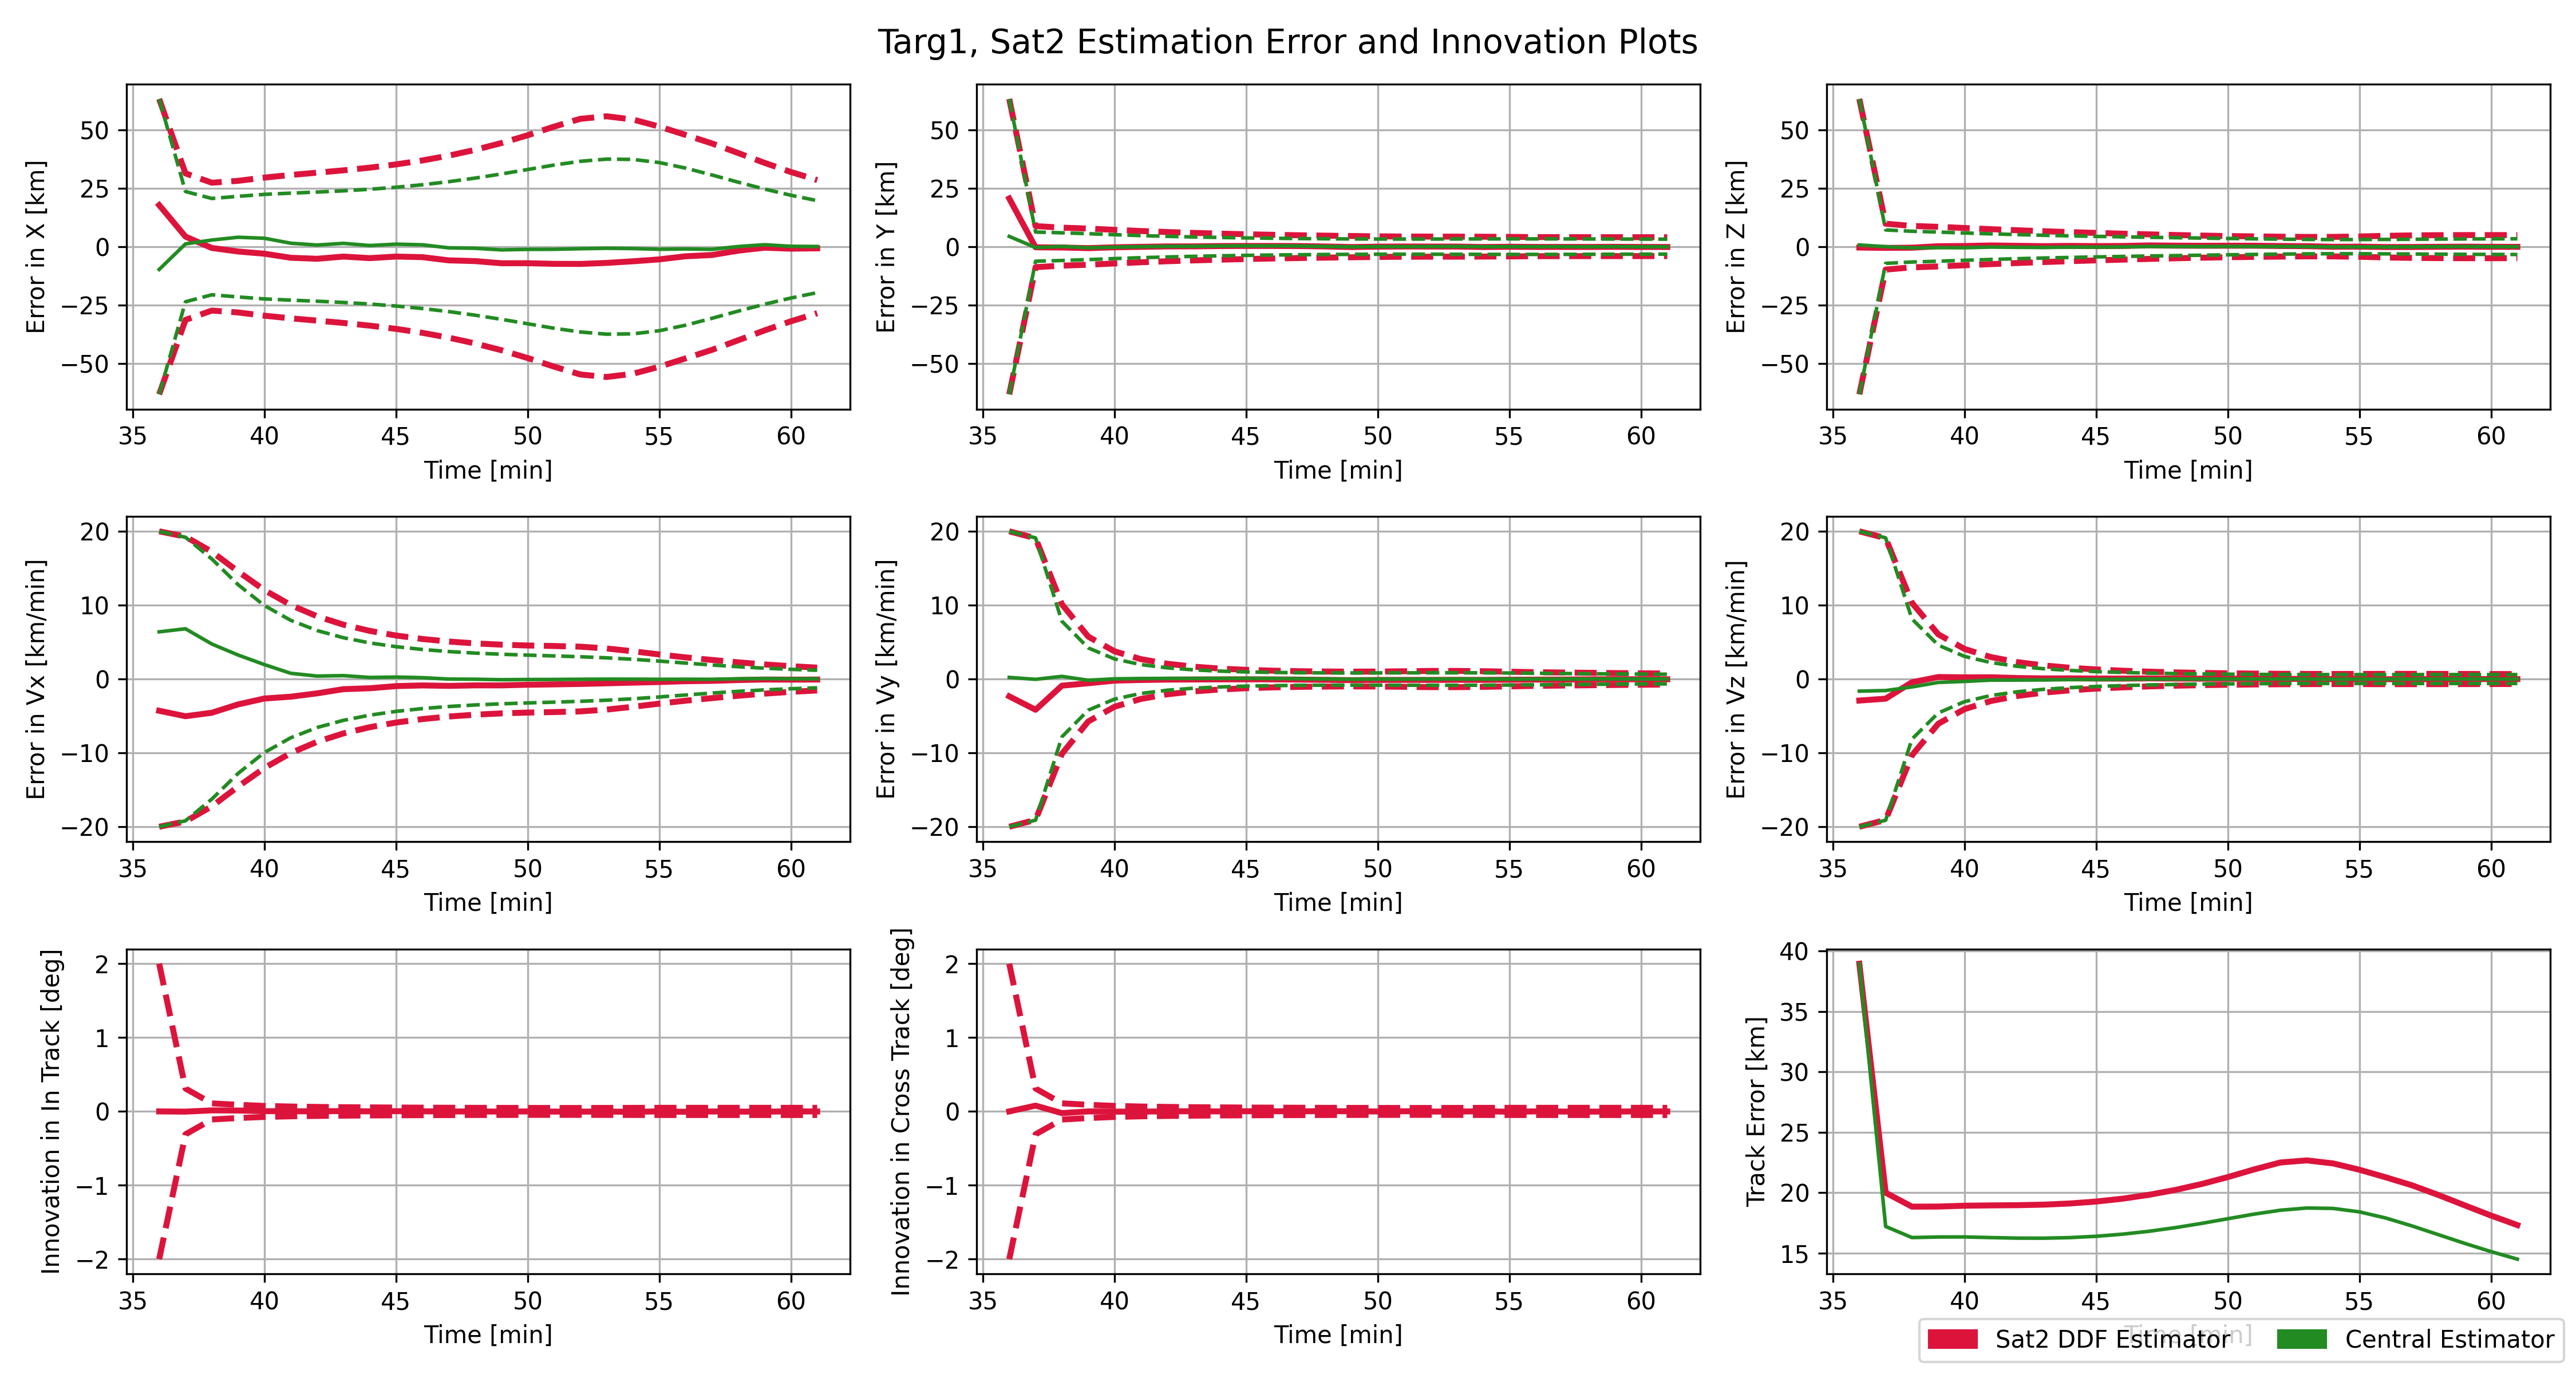 Targ1, Sat2 Estimation Error and Innovation Plots
Error in X [km]
50
25
0
−25
−50
35 40 45 50 55 60
Time [min]
Error in Y [km]
50
25
0
−25
−50
35 40 45 50 55 60
Time [min]
Error in Z [km]
50
25
0
−25
−50
35 40 45 50 55 60
Time [min]
Error in Vx [km/min]
20
10
0
−10
−20
35 40 45 50 55 60
Time [min]
Error in Vy [km/min]
20
10
0
−10
−20
35 40 45 50 55 60
Time [min]
Error in Vz [km/min]
20
10
0
−10
−20
35 40 45 50 55 60
Time [min]
Innovation in In Track [deg]
2
1
0
−1
−2
35 40 45 50 55 60
Time [min]
Innovation in Cross Track [deg]
2
1
0
−1
−2
35 40 45 50 55 60
Time [min]
Track Error [km]
40
35
30
25
20
15
35 40 45 50 55 60
Time [min]
Sat2 DDF Estimator
Central Estimator